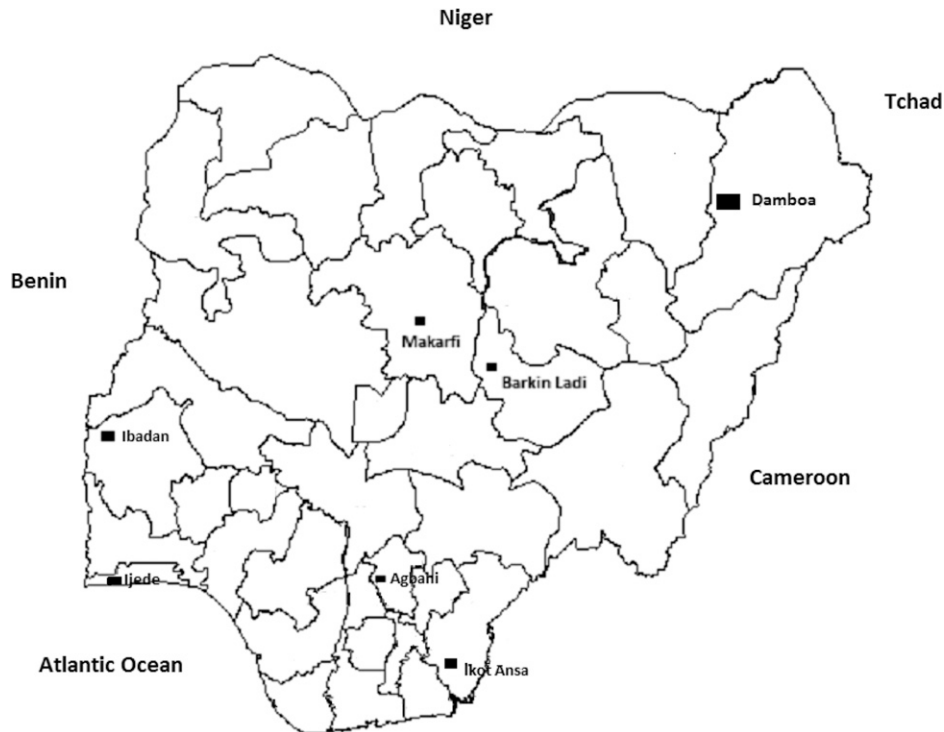 Niger
Tchad
Damboa
Benin
Makarfi
Barkin Ladi
Ibadan
Cameroon
Ijede
Agbani
Atlantic Ocean
Ikot Ansa